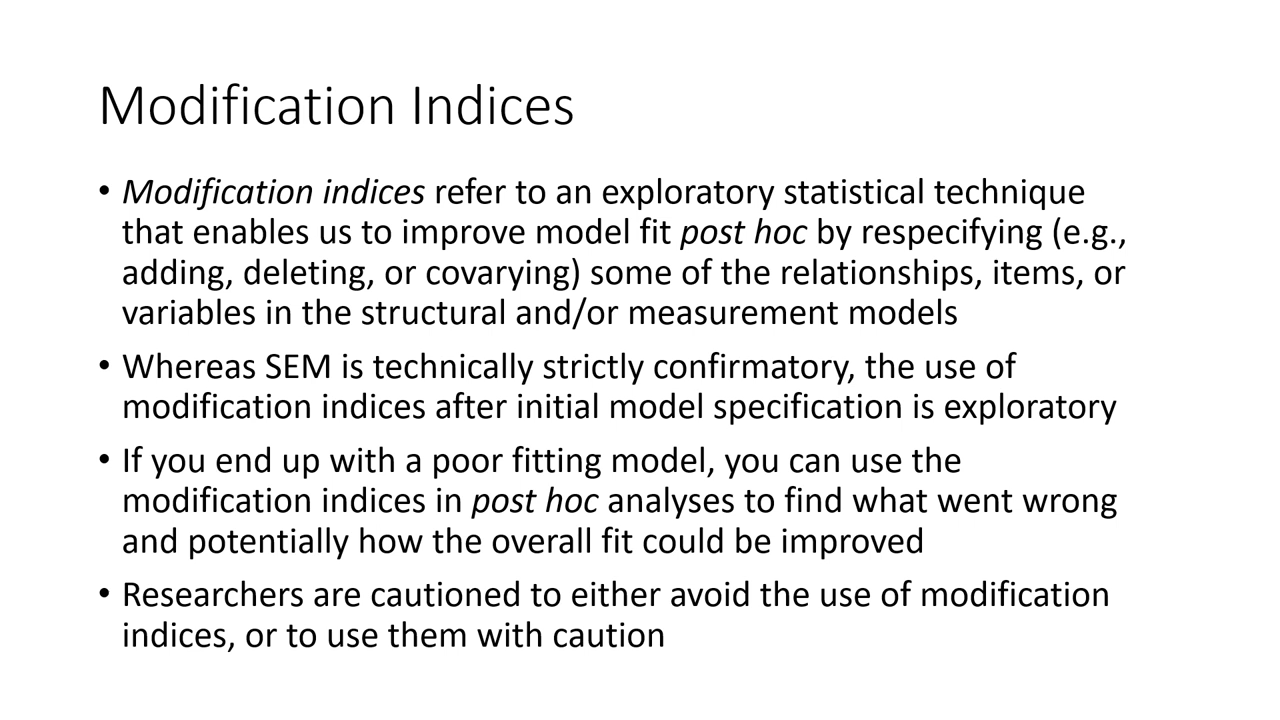 Modification Indices
• Modification indices refer to an exploratory statistical technique
that enables us to improve model fit post hoc by respecifying (e.g.,
adding, deleting, or covarying) some of the relationships, items, or
variables in the structural and/or measurement models
• Whereas SEM is technically strictly confirmatory, the use of
modification indices after initial model specification is exploratory
• If you end up with a poor fitting model, you can use the
modification indices in post hoc analyses to find what went wrong
and potentially how the overall fit could be improved
• Researchers are cautioned to either avoid the use of modification
indices, or to use them with caution